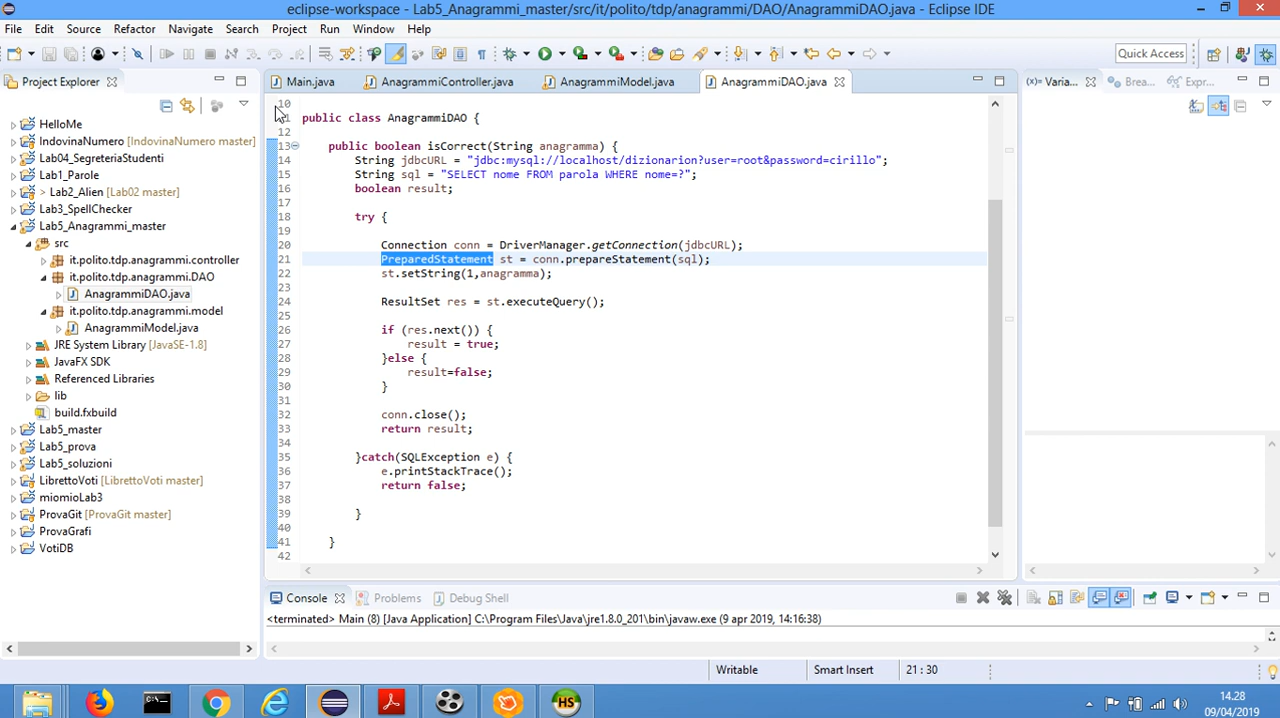 eclipse-workspace - Lab5_Anagrammi_master/src/it/polito/tdp/anagrammi/DAO/AnagrammiDAO.java - Eclipse IDE
File Edit Source Refactor Navigate Search Project Run Window Help
Quick Access
Project Explorer
Main.java AnagrammiController.java AnagrammiModel.java AnagrammiDAO.java
Varia... Brea... Expr...
HelloMe
IndovinaNumero [IndovinaNumero master]
Lab04_SegreteriaStudenti
Lab1_Parole
> Lab2_Alien [Lab02 master]
Lab3_SpellChecker
Lab5_Anagrammi_master
src
it.polito.tdp.anagrammi.controller
it.polito.tdp.anagrammi.DAO
AnagrammiDAO.java
it.polito.tdp.anagrammi.model
AnagrammiModel.java
JRE System Library [JavaSE-1.8]
JavaFX SDK
Referenced Libraries
lib
build.fxbuild
Lab5_master
Lab5_prova
Lab5_soluzioni
LibrettoVoti [LibrettoVoti master]
miomioLab3
ProvaGit [ProvaGit master]
ProvaGrafi
VotiDB
10
11 public class AnagrammiDAO {
12
13 public boolean isCorrect(String anagramma) {
14 String jdbcURL = "jdbc:mysql://localhost/dizionarion?user=root&password=cirillo";
15 String sql = "SELECT nome FROM parola WHERE nome=?";
16 boolean result;
17
18 try {
19
20 Connection conn = DriverManager.getConnection(jdbcURL);
21 PreparedStatement st = conn.prepareStatement(sql);
22 st.setString(1,anagramma);
23
24 ResultSet res = st.executeQuery();
25
26 if (res.next()) {
27 result = true;
28 }else {
29 result=false;
30 }
31
32 conn.close();
33 return result;
34
35 }catch(SQLException e) {
36 e.printStackTrace();
37 return false;
38
39 }
40
41 }
42
Console Problems Debug Shell
<terminated> Main (8) [Java Application] C:\Program Files\Java\jre1.8.0_201\bin\javaw.exe (9 apr 2019, 14:16:38)
Writable Smart Insert 21 : 30
HS
14.28
09/04/2019